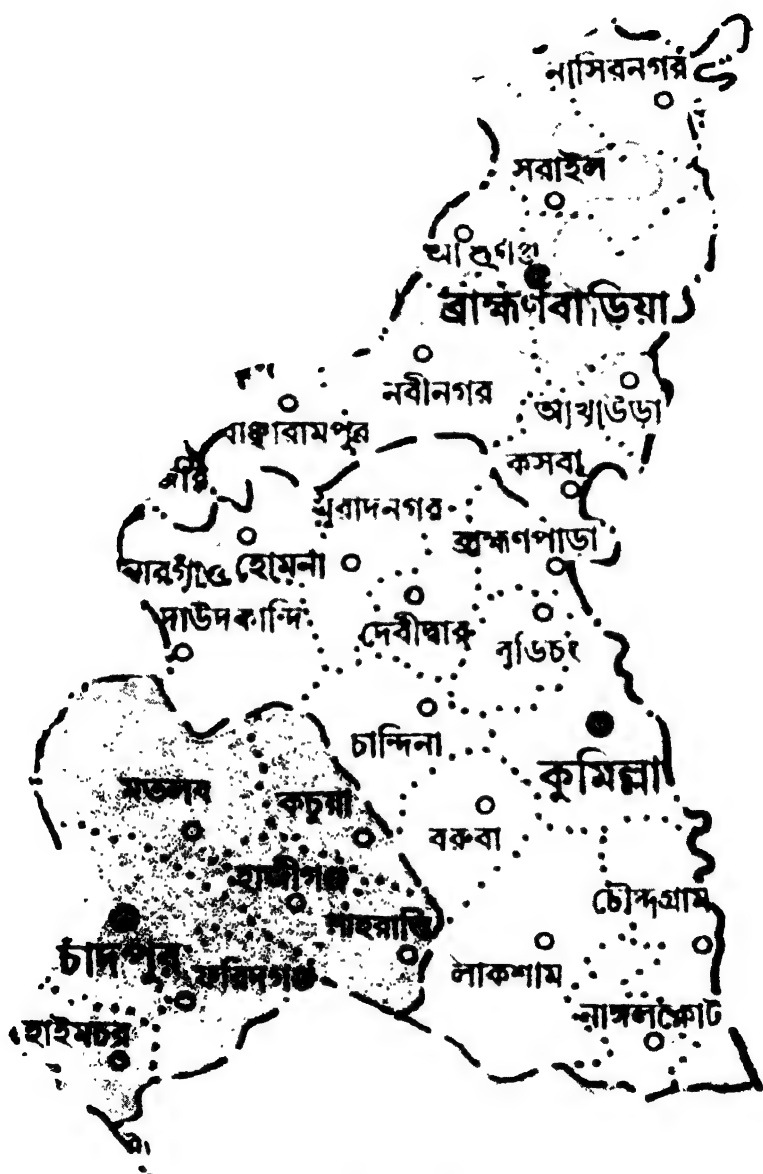 নাসিরনগর
সরাইল
ব্রাহ্মণবাড়িয়া
নবীনগর
আখাউড়া
বাঞ্ছারামপুর
কসবা
মুরাদনগর
ব্রাহ্মণপাড়া
হোমনা
দাউদকান্দি
দেবীদ্বার
বুডিচং
চান্দিনা
কুমিল্লা
মতলব
কচুয়া
বরুবা
হাজীগঞ্জ
চৌদ্দগ্রাম
শাহরাস্তি
চাঁদপুর
লাকশাম
ফরিদগঞ্জ
নাঙ্গলকোট
হাইমচর